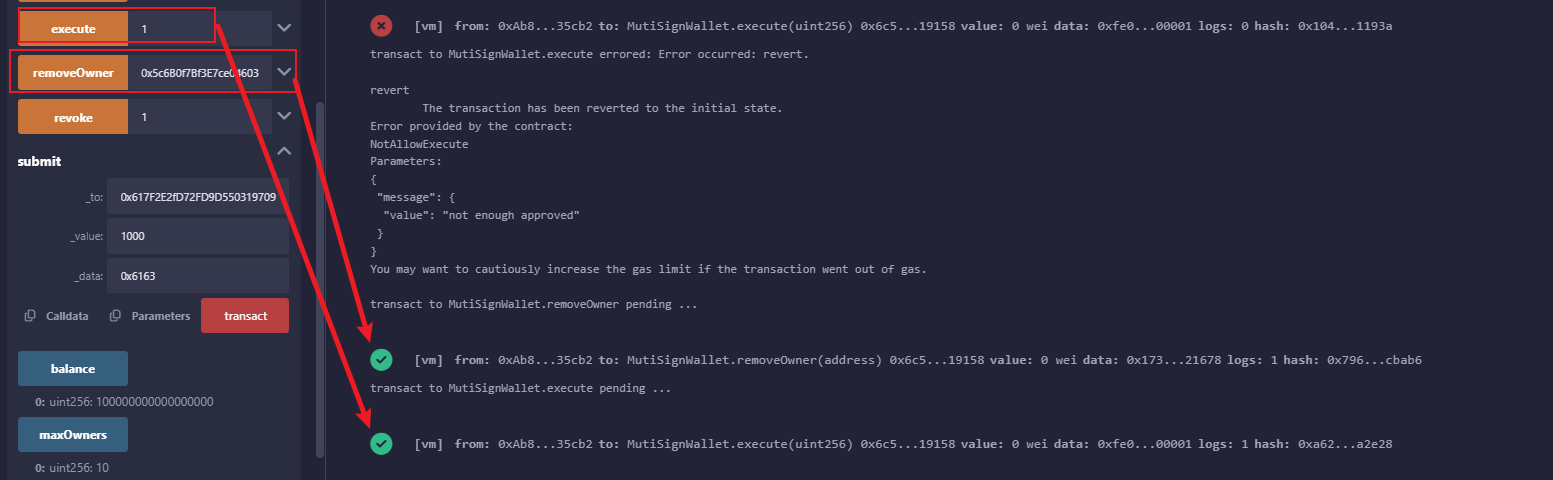 execute 1
removeOwner 0x5c6B0f7Bf3E7ce04603
revoke 1
submit
_to: 0x617F2E2fD72FD9D550319709
_value: 1000
_data: 0x6163
Calldata Parameters transact
balance
0: uint256: 100000000000000000
maxOwners
0: uint256: 10
[vm] from: 0xAb8...35cb2 to: MutiSignWallet.execute(uint256) 0x6c5...19158 value: 0 wei data: 0xfe0...00001 logs: 0 hash: 0x104...1193a
transact to MutiSignWallet.execute errored: Error occurred: revert.
revert
The transaction has been reverted to the initial state.
Error provided by the contract:
NotAllowExecute
Parameters:
{
"message": {
"value": "not enough approved"
}
}
You may want to cautiously increase the gas limit if the transaction went out of gas.
transact to MutiSignWallet.removeOwner pending ...
[vm] from: 0xAb8...35cb2 to: MutiSignWallet.removeOwner(address) 0x6c5...19158 value: 0 wei data: 0x173...21678 logs: 1 hash: 0x796...cbab6
transact to MutiSignWallet.execute pending ...
[vm] from: 0xAb8...35cb2 to: MutiSignWallet.execute(uint256) 0x6c5...19158 value: 0 wei data: 0xfe0...00001 logs: 1 hash: 0xa62...a2e28